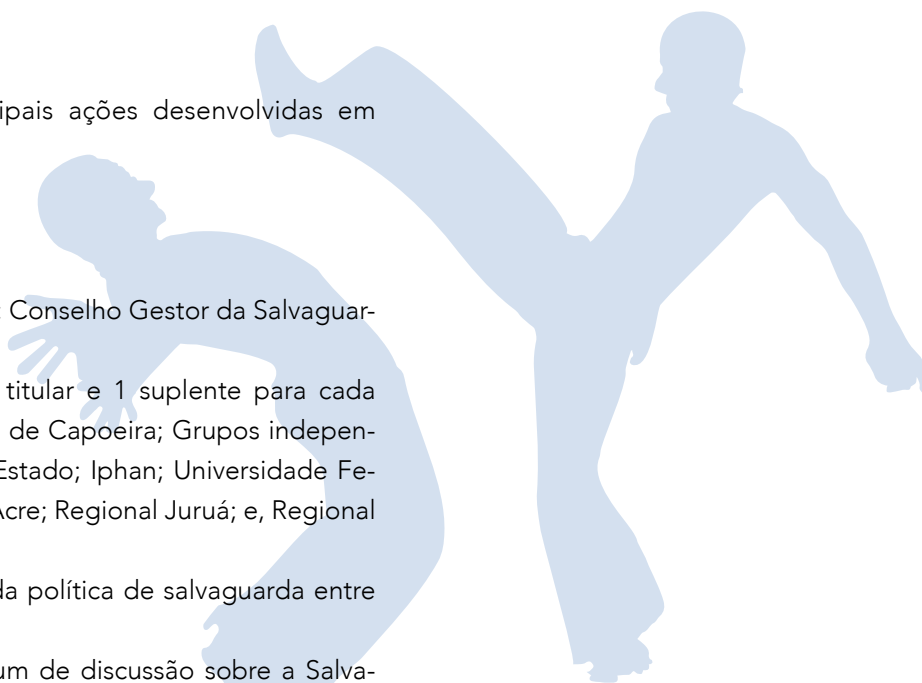 ipais ações desenvolvidas em
: Conselho Gestor da Salvaguar-
titular e 1 suplente para cada
de Capoeira; Grupos indepen-
Estado; Iphan; Universidade Fe-
Acre; Regional Juruá; e, Regional
da política de salvaguarda entre
um de discussão sobre a Salva-